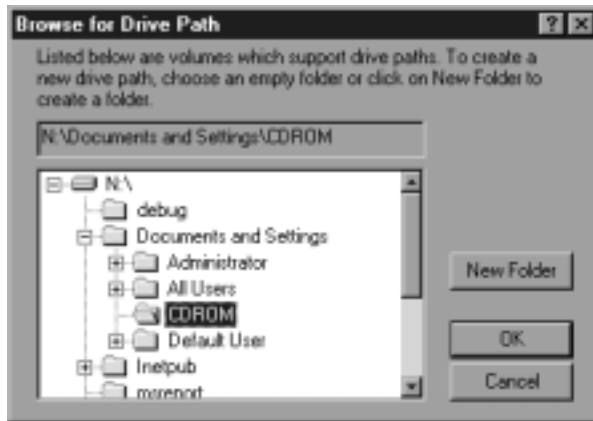 Browse for Drive Path
Listed below are volumes which support drive paths. To create a
new drive path, choose an empty folder or click on New Folder to
create a folder.
N:\Documents and Settings\CDROM
N:\
debug
Documents and Settings
Administrator
All Users
CDROM
Default User
Inetpub
msreport
New Folder
OK
Cancel